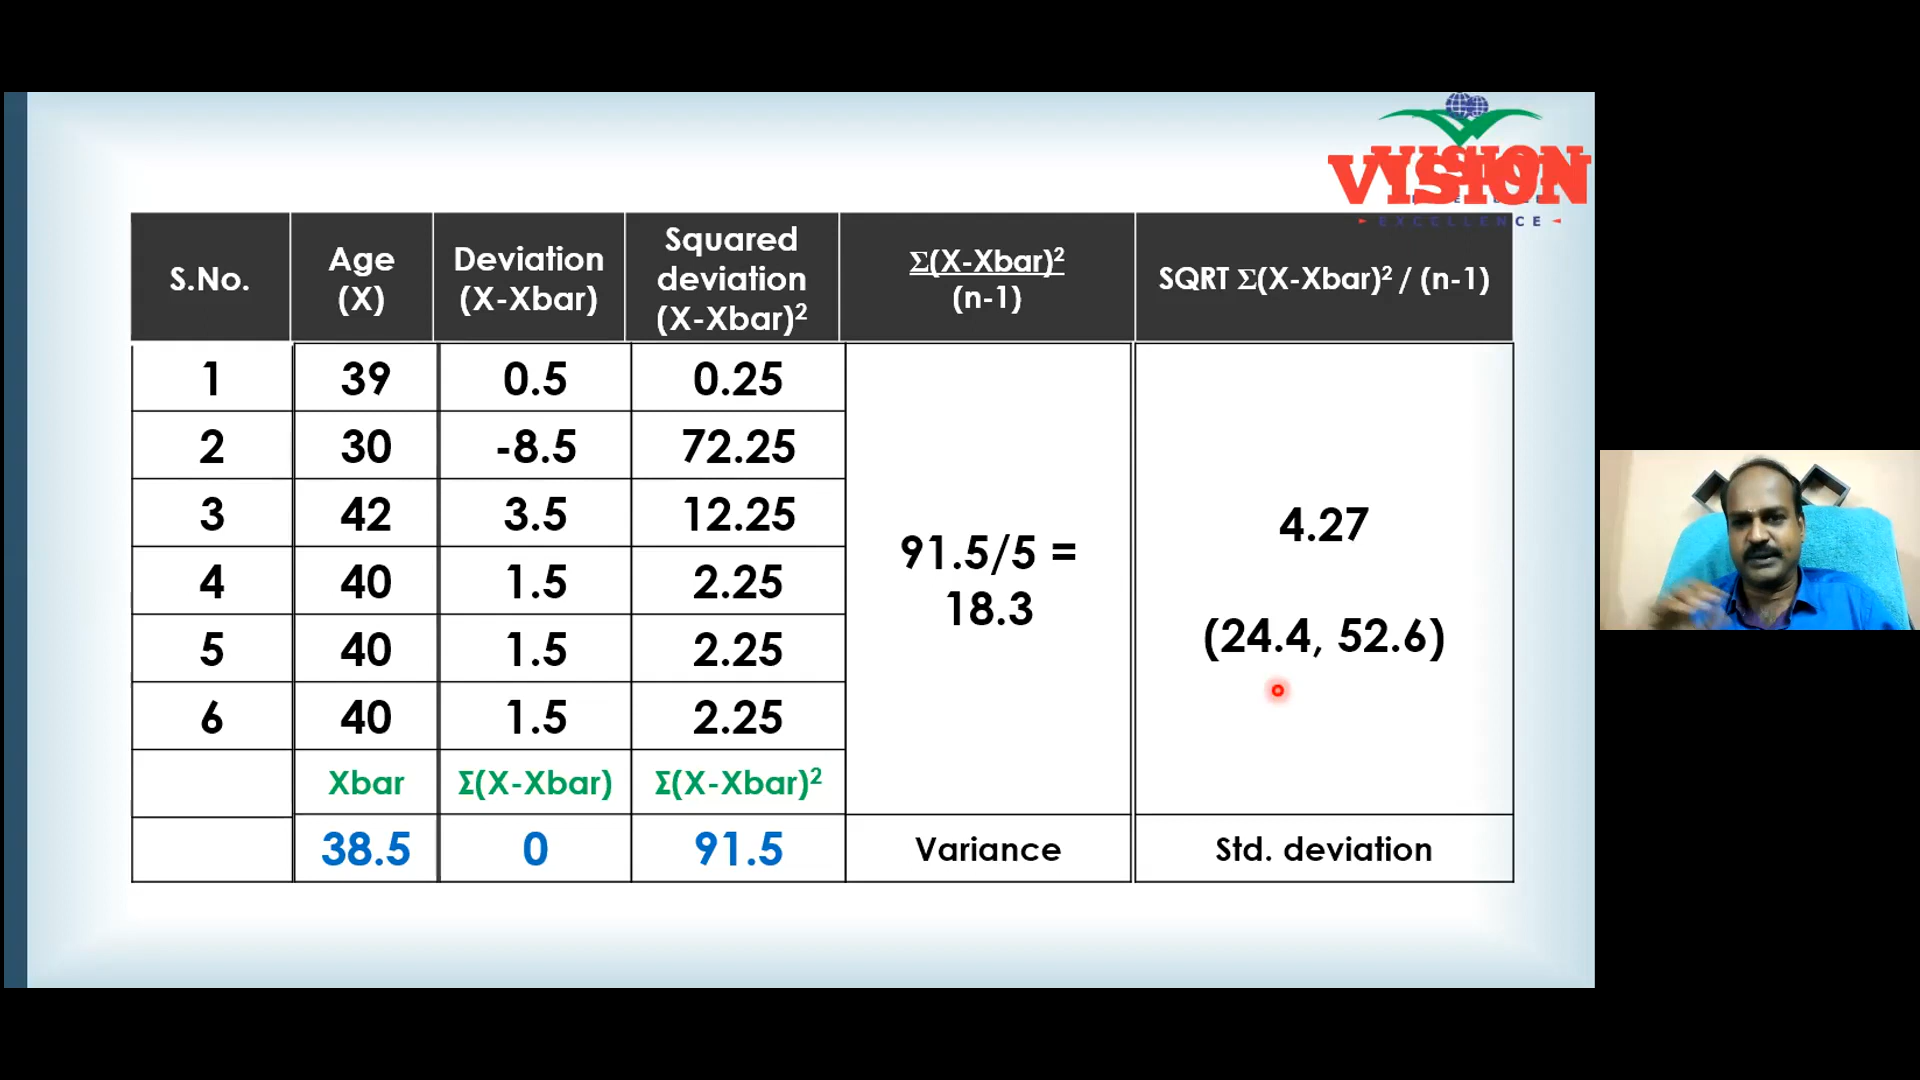 VISION
VISION
EXCELLENCE
S.No.
Age
(X)
Deviation
(X-Xbar)
Squared
deviation
(X-Xbar)²
Σ(X-Xbar)²
(n-1)
SQRT Σ(X-Xbar)² / (n-1)
1 39 0.5 0.25
2 30 -8.5 72.25
3 42 3.5 12.25
4 40 1.5 2.25
5 40 1.5 2.25
6 40 1.5 2.25
91.5/5 =
18.3
4.27
(24.4, 52.6)
Xbar Σ(X-Xbar) Σ(X-Xbar)²
38.5 0 91.5 Variance Std. deviation